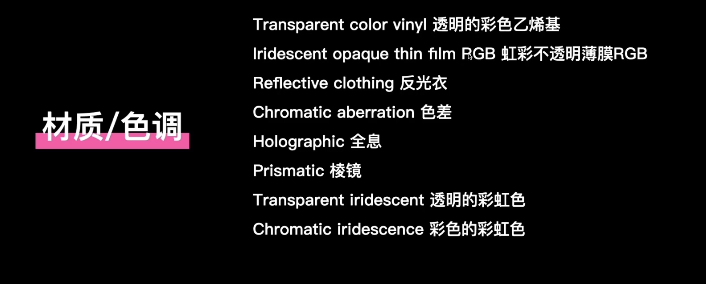 材质/色调
Transparent color vinyl 透明的彩色乙烯基
Iridescent opaque thin film RGB 虹彩不透明薄膜RGB
Reflective clothing 反光衣
Chromatic aberration 色差
Holographic 全息
Prismatic 棱镜
Transparent iridescent 透明的彩虹色
Chromatic iridescence 彩色的彩虹色